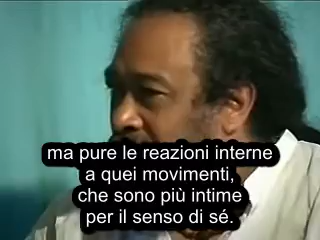 ma pure le reazioni interne
a quei movimenti,
che sono più intime
per il senso di sé.